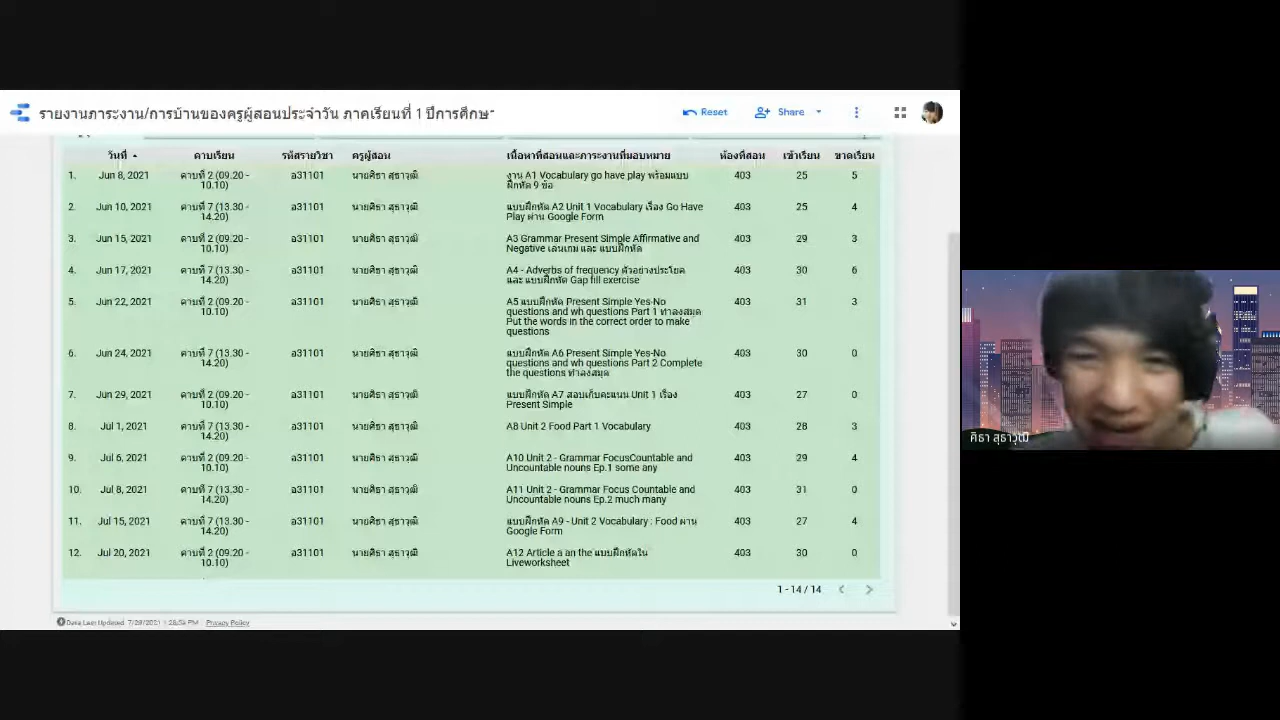 รายงานภาระงาน/การบ้านของครูผู้สอนประจำวัน ภาคเรียนที่ 1 ปีการศึกษ
Reset
Share
วันที่ คาบเรียน รหัสรายวิชา ครูผู้สอน เนื้อหาที่สอนและภาระงานที่มอบหมาย ห้องที่สอน เข้าเรียน ขาดเรียน
1. Jun 8, 2021 คาบที่ 2 (09.20 - อ31101 นายศิธา สุธาวุฒิ งาน A1 Vocabulary go have play พร้อมแบบ 403 25 5
10.10) ฝึกหัด 9 ข้อ
2. Jun 10, 2021 คาบที่ 7 (13.30 - อ31101 นายศิธา สุธาวุฒิ แบบฝึกหัด A2 Unit 1 Vocabulary เรื่อง Go Have 403 25 4
14.20) Play ผ่าน Google Form
3. Jun 15, 2021 คาบที่ 2 (09.20 - อ31101 นายศิธา สุธาวุฒิ A3 Grammar Present Simple Affirmative and 403 29 3
10.10) Negative เล่นเกม และ แบบฝึกหัด
4. Jun 17, 2021 คาบที่ 7 (13.30 - อ31101 นายศิธา สุธาวุฒิ A4 - Adverbs of frequency ตัวอย่างประโยค 403 30 6
14.20) และ แบบฝึกหัด Gap fill exercise
5. Jun 22, 2021 คาบที่ 2 (09.20 - อ31101 นายศิธา สุธาวุฒิ A5 แบบฝึกหัด Present Simple Yes-No 403 31 3
10.10) questions and wh questions Part 1 ทำลงสมุด
Put the words in the correct order to make
questions
6. Jun 24, 2021 คาบที่ 7 (13.30 - อ31101 นายศิธา สุธาวุฒิ แบบฝึกหัด A6 Present Simple Yes-No 403 30 0
14.20) questions and wh questions Part 2 Complete
the questions ทำลงสมุด
7. Jun 29, 2021 คาบที่ 2 (09.20 - อ31101 นายศิธา สุธาวุฒิ แบบฝึกหัด A7 สอบเก็บคะแนน Unit 1 เรื่อง 403 27 0
10.10) Present Simple
8. Jul 1, 2021 คาบที่ 7 (13.30 - อ31101 นายศิธา สุธาวุฒิ A8 Unit 2 Food Part 1 Vocabulary 403 28 3
14.20)
9. Jul 6, 2021 คาบที่ 2 (09.20 - อ31101 นายศิธา สุธาวุฒิ A10 Unit 2 - Grammar FocusCountable and 403 29 4
10.10) Uncountable nouns Ep.1 some any
10. Jul 8, 2021 คาบที่ 7 (13.30 - อ31101 นายศิธา สุธาวุฒิ A11 Unit 2 - Grammar Focus Countable and 403 31 0
14.20) Uncountable nouns Ep.2 much many
11. Jul 15, 2021 คาบที่ 7 (13.30 - อ31101 นายศิธา สุธาวุฒิ แบบฝึกหัด A9 - Unit 2 Vocabulary : Food ผ่าน 403 27 4
14.20) Google Form
12. Jul 20, 2021 คาบที่ 2 (09.20 - อ31101 นายศิธา สุธาวุฒิ A12 Article a an the แบบฝึกหัดใน 403 30 0
10.10) Liveworksheet
1 - 14 / 14
Data Last Updated: 7/29/2021 PM Privacy Policy
ศิธา สุธาวุฒิ